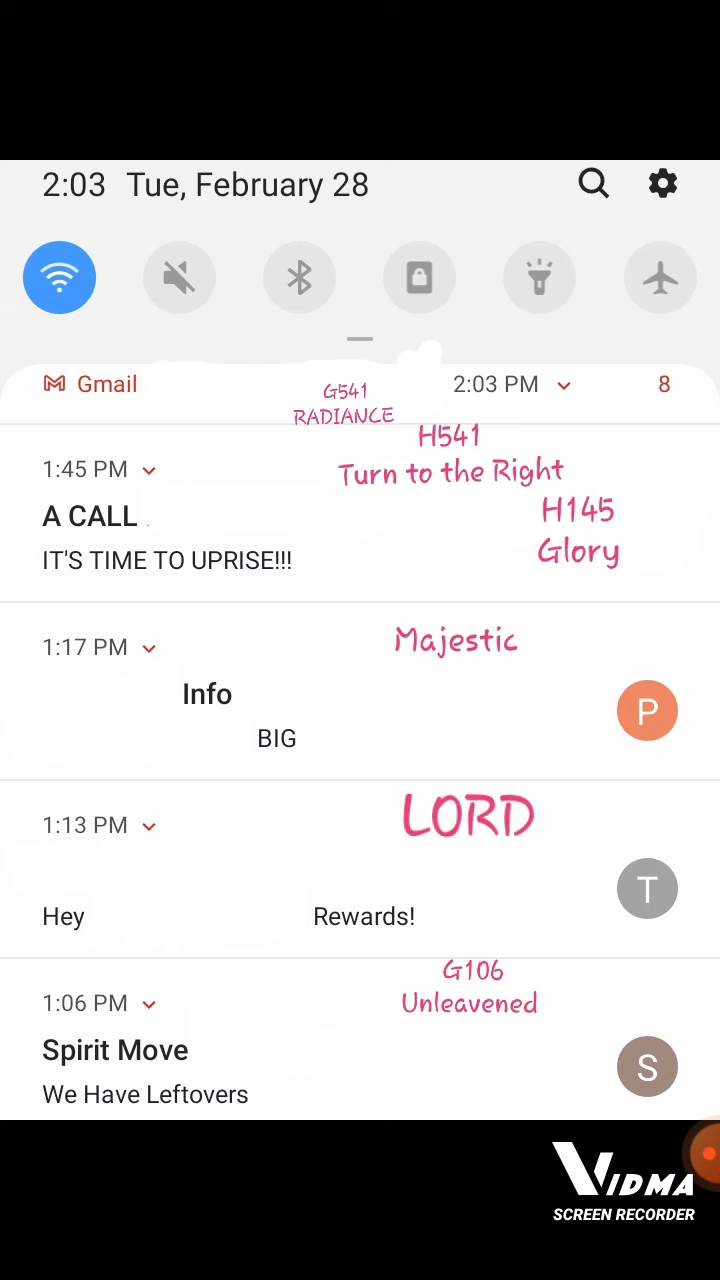 2:03 Tue, February 28
Gmail 2:03 PM 8
G541
RADIANCE
H541
1:45 PM
Turn to the Right
A CALL
H145
Glory
IT'S TIME TO UPRISE!!!
1:17 PM
Majestic
Info
P
BIG
1:13 PM
LORD
T
Hey Rewards!
G106
1:06 PM
Unleavened
Spirit Move
S
We Have Leftovers
VIDMA
SCREEN RECORDER